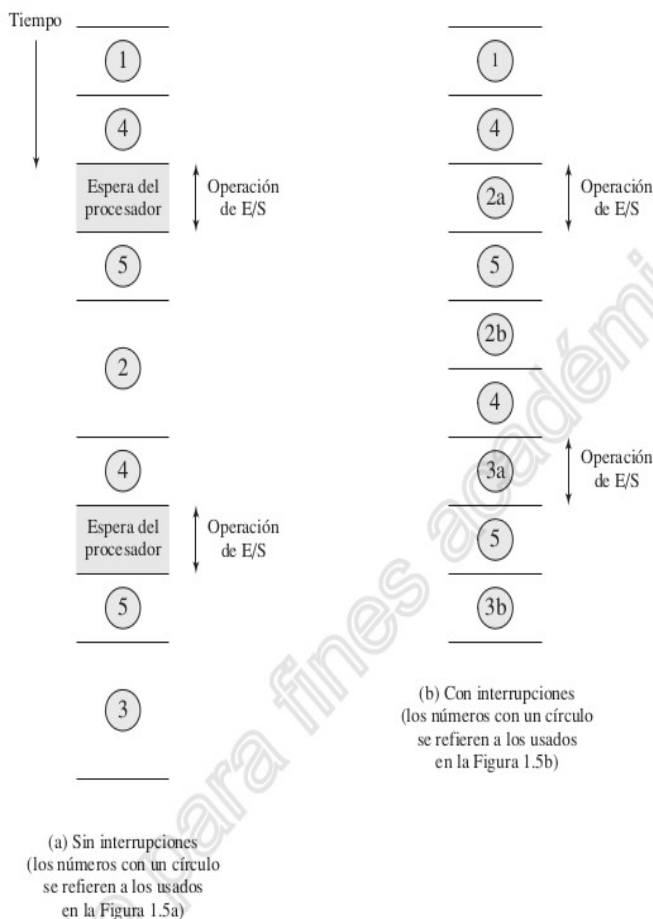 Tiempo
1
4
Espera del
procesador
Operación
de E/S
5
2
4
Espera del
procesador
Operación
de E/S
5
3
(a) Sin interrupciones
(los números con un círculo
se refieren a los usados
en la Figura 1.5a)
1
4
2a
Operación
de E/S
5
2b
4
3a
Operación
de E/S
5
3b
(b) Con interrupciones
(los números con un círculo
se refieren a los usados
en la Figura 1.5b)
para fines académi